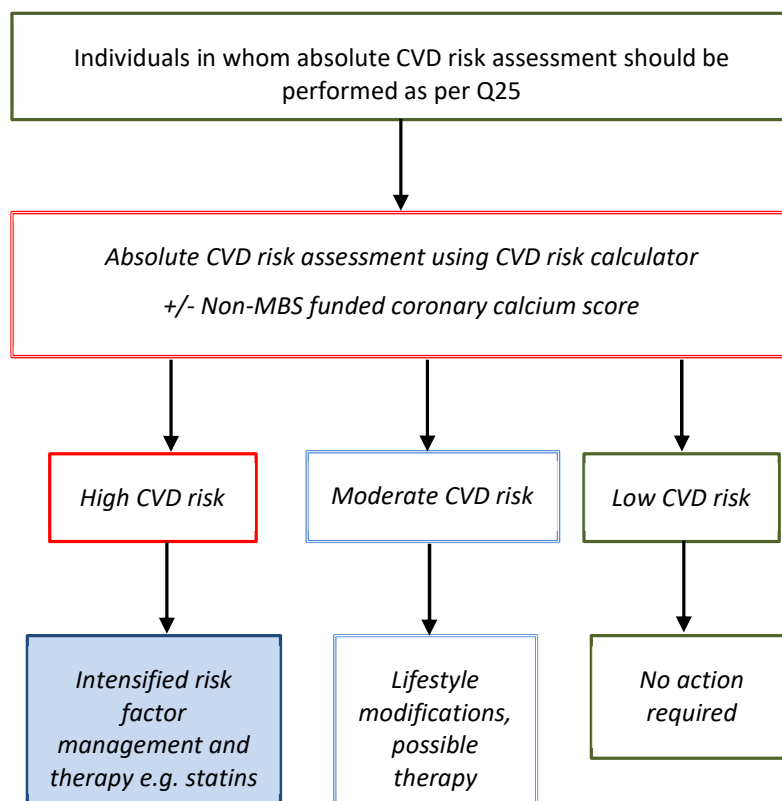 Individuals in whom absolute CVD risk assessment should be
performed as per Q25
Absolute CVD risk assessment using CVD risk calculator
+/- Non-MBS funded coronary calcium score
High CVD risk
Moderate CVD risk
Low CVD risk
Intensified risk
factor
management and
therapy e.g. statins
Lifestyle
modifications,
possible
therapy
No action
required